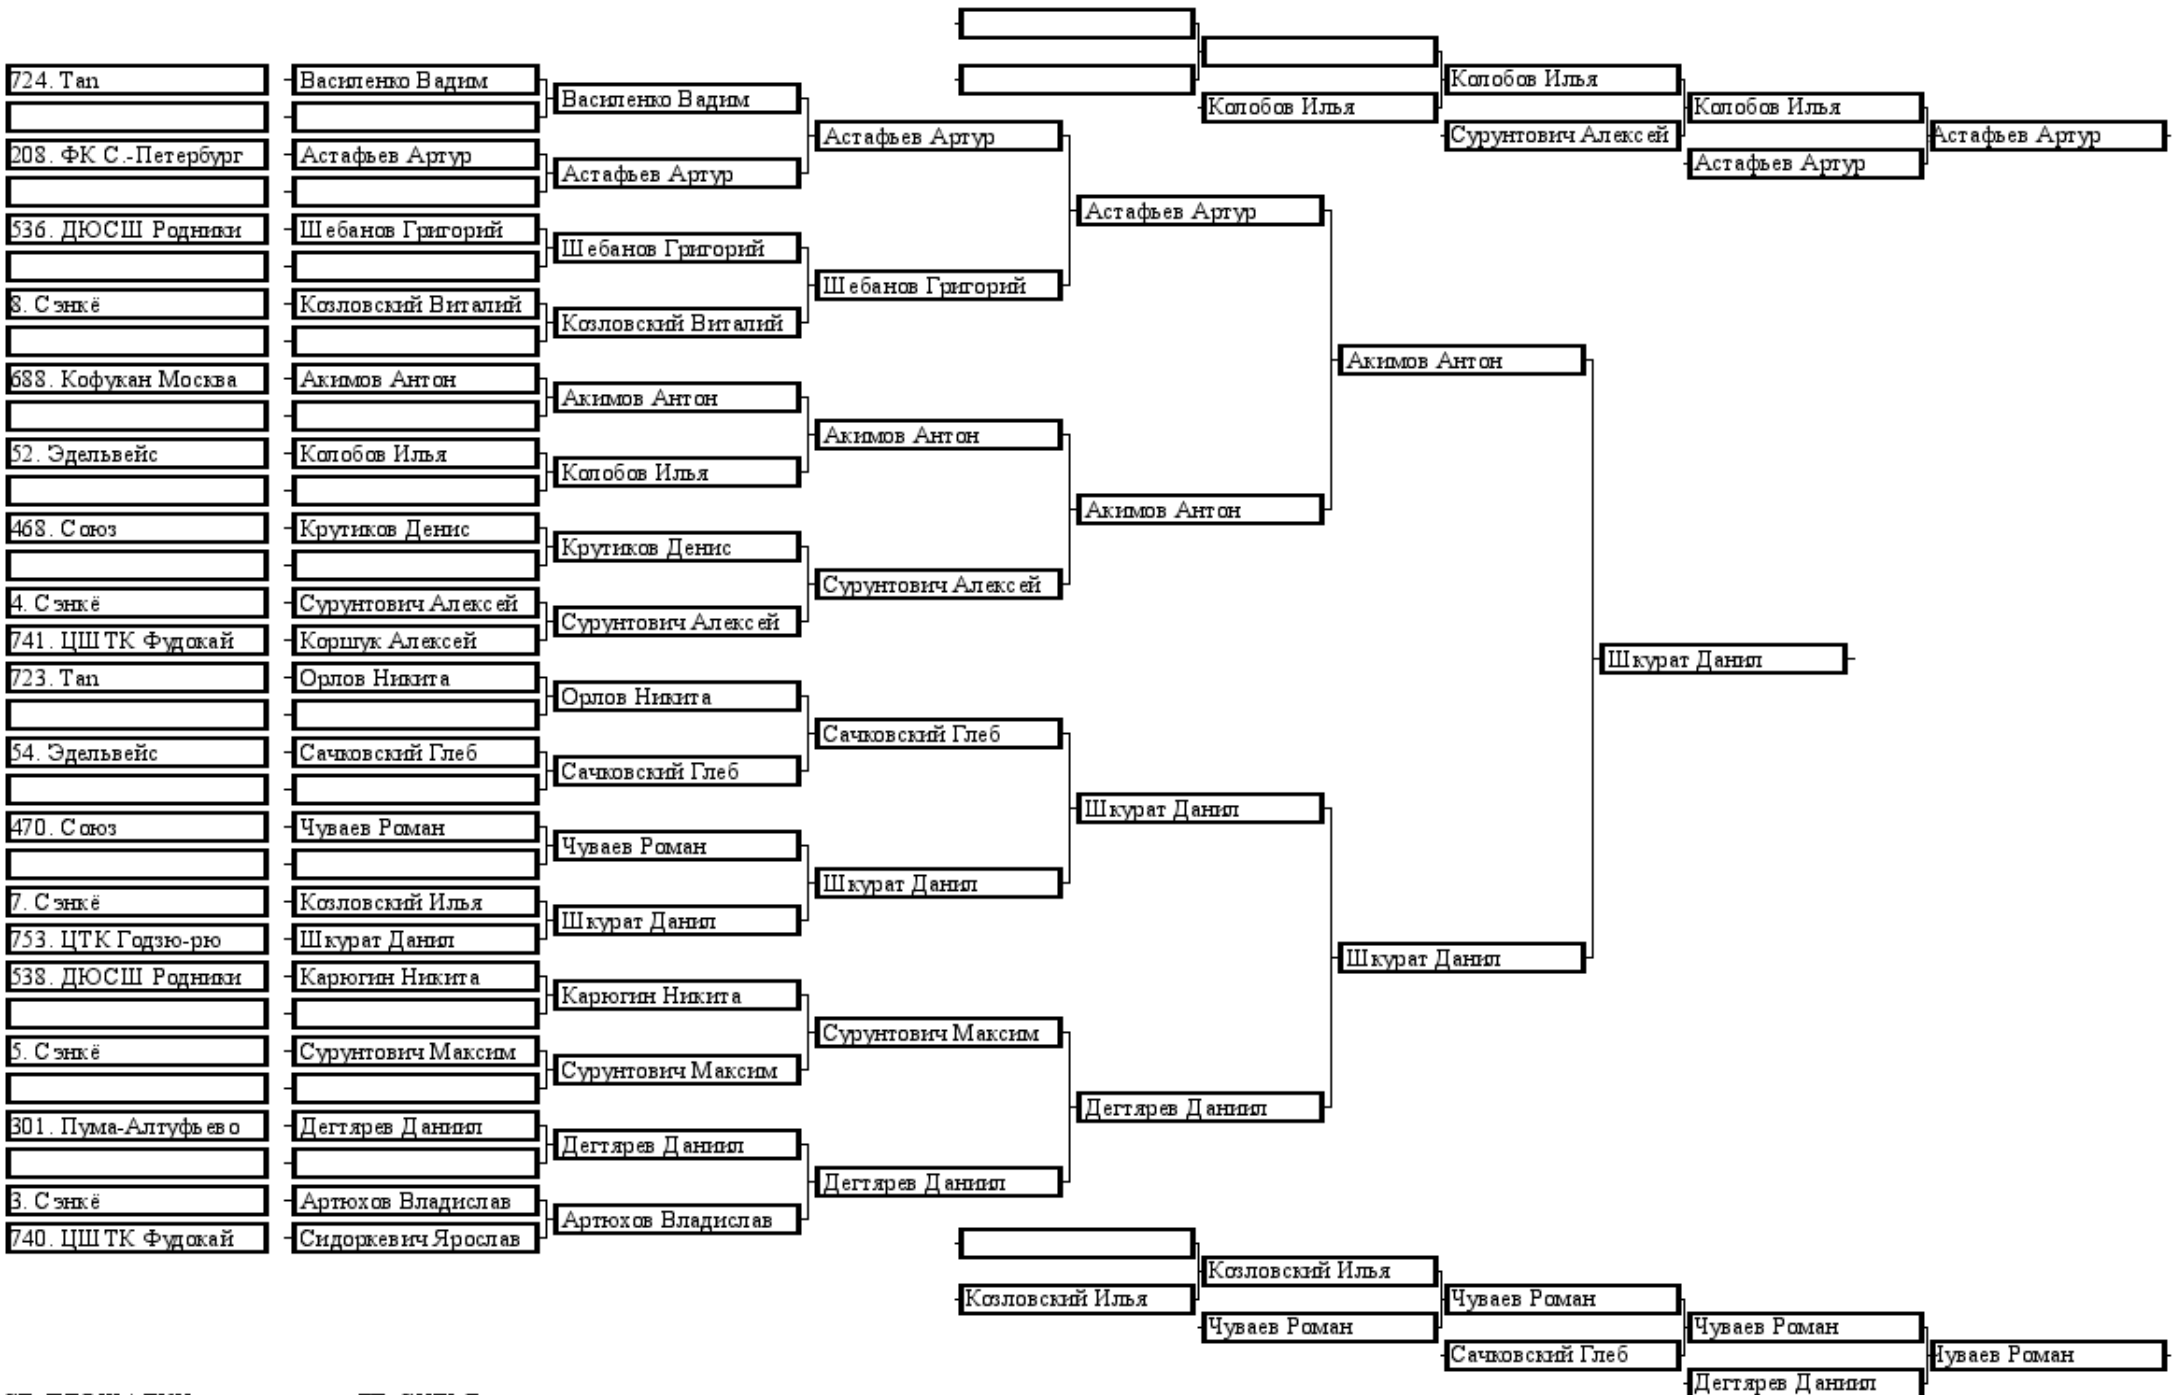 Колобов Илья
724. Tan
Василенко Вадим
Василенко Вадим
Колобов Илья
Колобов Илья
Астафьев Артур
Сурунтович Алексей
Астафьев Артур
208. ФК С.-Петербург
Астафьев Артур
Астафьев Артур
Астафьев Артур
Астафьев Артур
536. ДЮСШ Родники
Шебанов Григорий
Шебанов Григорий
Шебанов Григорий
8. Сэнкё
Козловский Виталий
Козловский Виталий
Акимов Антон
688. Кофукан Москва
Акимов Антон
Акимов Антон
Акимов Антон
52. Эдельвейс
Колобов Илья
Колобов Илья
Акимов Антон
468. Союз
Крутиков Денис
Крутиков Денис
Сурунтович Алексей
4. Сэнкё
Сурунтович Алексей
Сурунтович Алексей
741. ЦШТК Фудокай
Коршук Алексей
Шкурат Данил
723. Tan
Орлов Никита
Орлов Никита
Сачковский Глеб
54. Эдельвейс
Сачковский Глеб
Сачковский Глеб
Шкурат Данил
470. Союз
Чуваев Роман
Чуваев Роман
Шкурат Данил
7. Сэнкё
Козловский Илья
Шкурат Данил
753. ЦТК Годзю-рю
Шкурат Данил
Шкурат Данил
538. ДЮСШ Родники
Карюгин Никита
Карюгин Никита
Сурунтович Максим
5. Сэнкё
Сурунтович Максим
Сурунтович Максим
Дегтярев Даниил
301. Пума-Алтуфьево
Дегтярев Даниил
Дегтярев Даниил
Дегтярев Даниил
3. Сэнкё
Артюхов Владислав
Артюхов Владислав
740. ЦШТК Фудокай
Сидоркевич Ярослав
Козловский Илья
Козловский Илья
Чуваев Роман
Чуваев Роман
Чуваев Роман
Сачковский Глеб
Чуваев Роман
Дегтярев Даниил